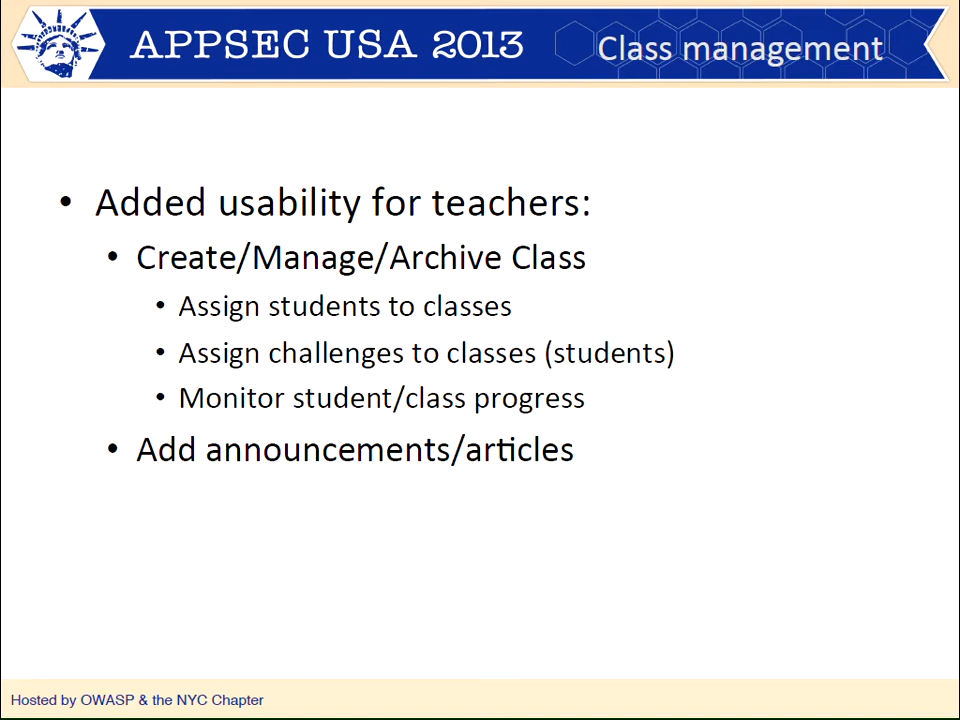 APPSEC USA 2013
Class management
• Added usability for teachers:
• Create/Manage/Archive Class
• Assign students to classes
• Assign challenges to classes (students)
• Monitor student/class progress
• Add announcements/articles
Hosted by OWASP & the NYC Chapter